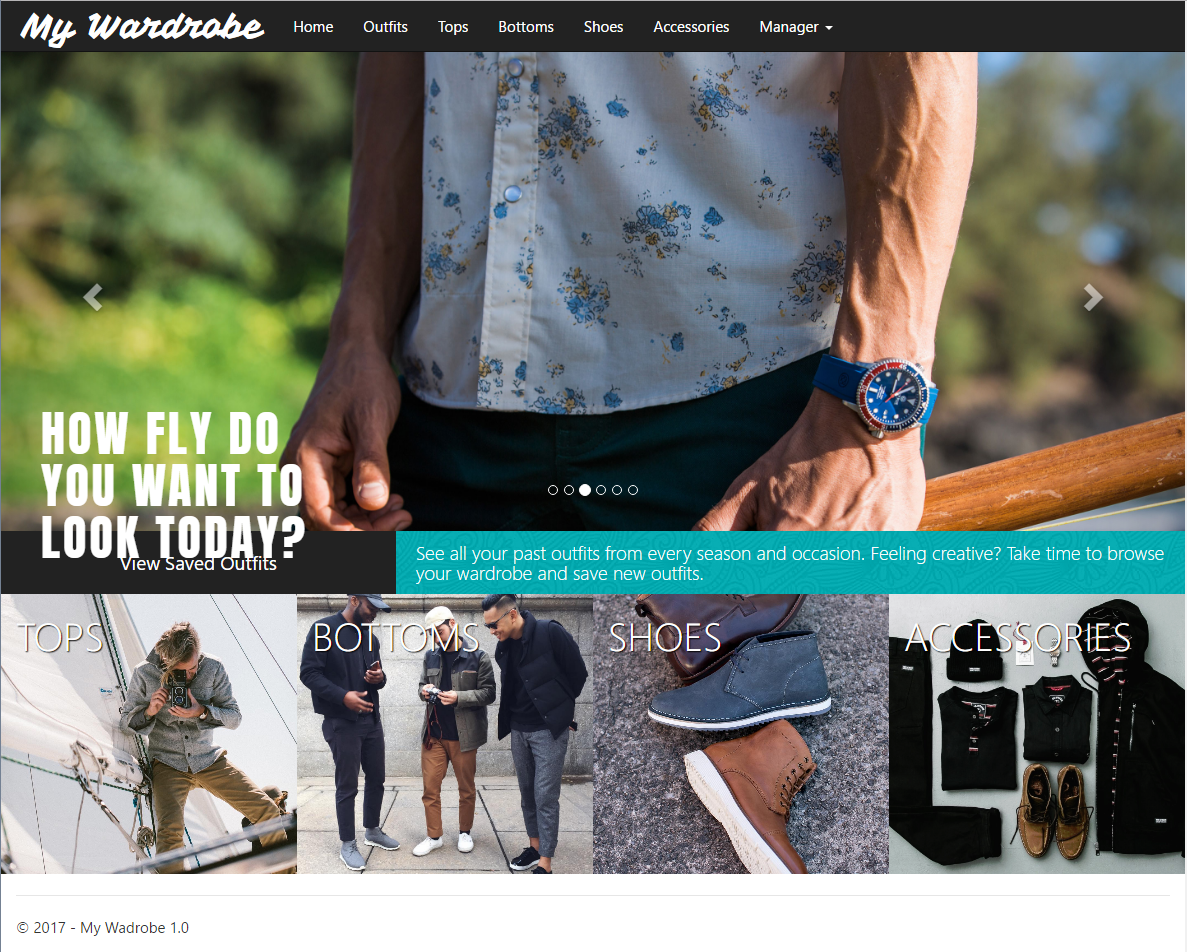 My Wardrobe Home Outfits Tops Bottoms Shoes Accessories Manager
HOW FLY DO
YOU WANT TO
LOOK TODAY?
View Saved Outfits
See all your past outfits from every season and occasion. Feeling creative? Take time to browse
your wardrobe and save new outfits.
TOPS BOTTOMS SHOES ACCESSORIES
© 2017 - My Wadrobe 1.0